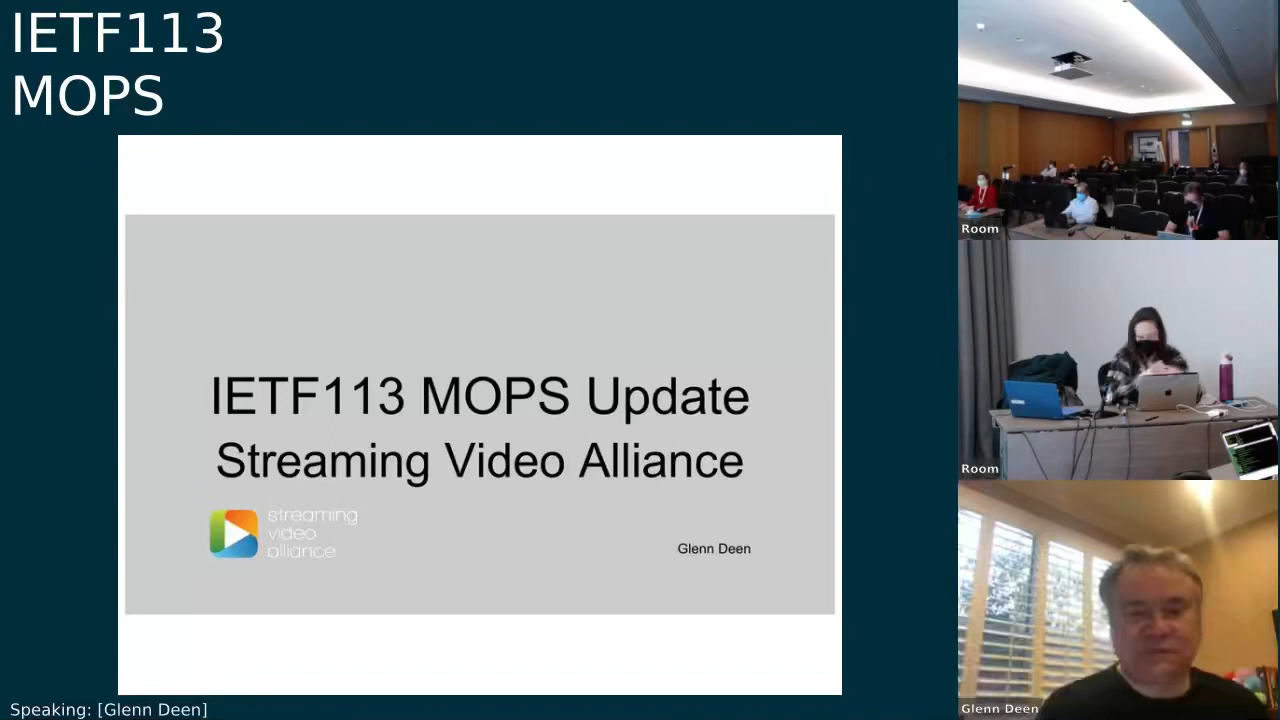 IETF113
MOPS
IETF113 MOPS Update
Streaming Video Alliance
streaming
video
alliance
Glenn Deen
Room
Room
Glenn Deen
Speaking: [Glenn Deen]